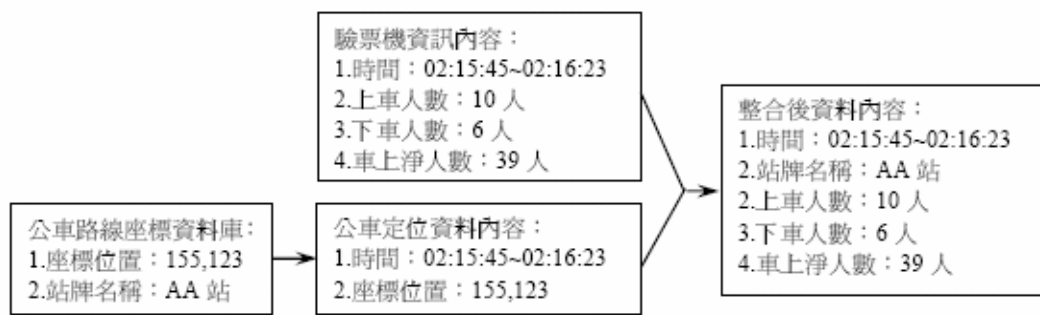 驗票機資訊內容：
1.時間：02:15:45~02:16:23
2.上車人數：10 人
3.下車人數：6 人
4.車上淨人數：39 人
公車路線座標資料庫：
1.座標位置：155,123
2.站牌名稱：AA 站
公車定位資料內容：
1.時間：02:15:45~02:16:23
2.座標位置：155,123
整合後資料內容：
1.時間：02:15:45~02:16:23
2.站牌名稱：AA 站
2.上車人數：10 人
3.下車人數：6 人
4.車上淨人數：39 人